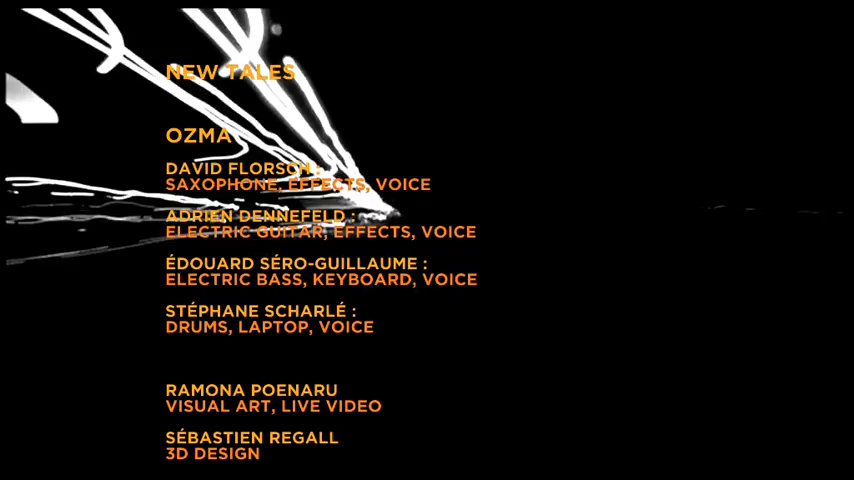 NEW TALES
OZMA
DAVID FLORSCH :
SAXOPHONE, EFFECTS, VOICE
ADRIEN DENNEFELD :
ELECTRIC GUITAR, EFFECTS, VOICE
ÉDOUARD SÉRO-GUILLAUME :
ELECTRIC BASS, KEYBOARD, VOICE
STÉPHANE SCHARLÉ :
DRUMS, LAPTOP, VOICE
RAMONA POENARU
VISUAL ART, LIVE VIDEO
SÉBASTIEN REGALL
3D DESIGN